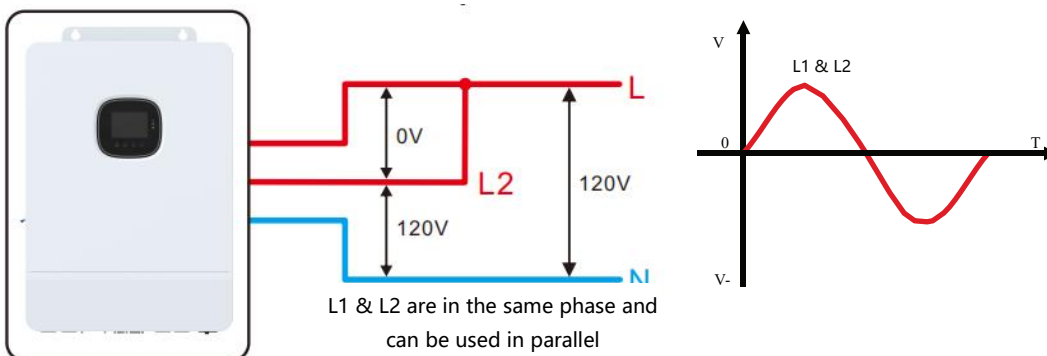 L
0V
L2
120V
120V
N
L1 & L2 are in the same phase and
can be used in parallel
V
L1 & L2
0
T
V-